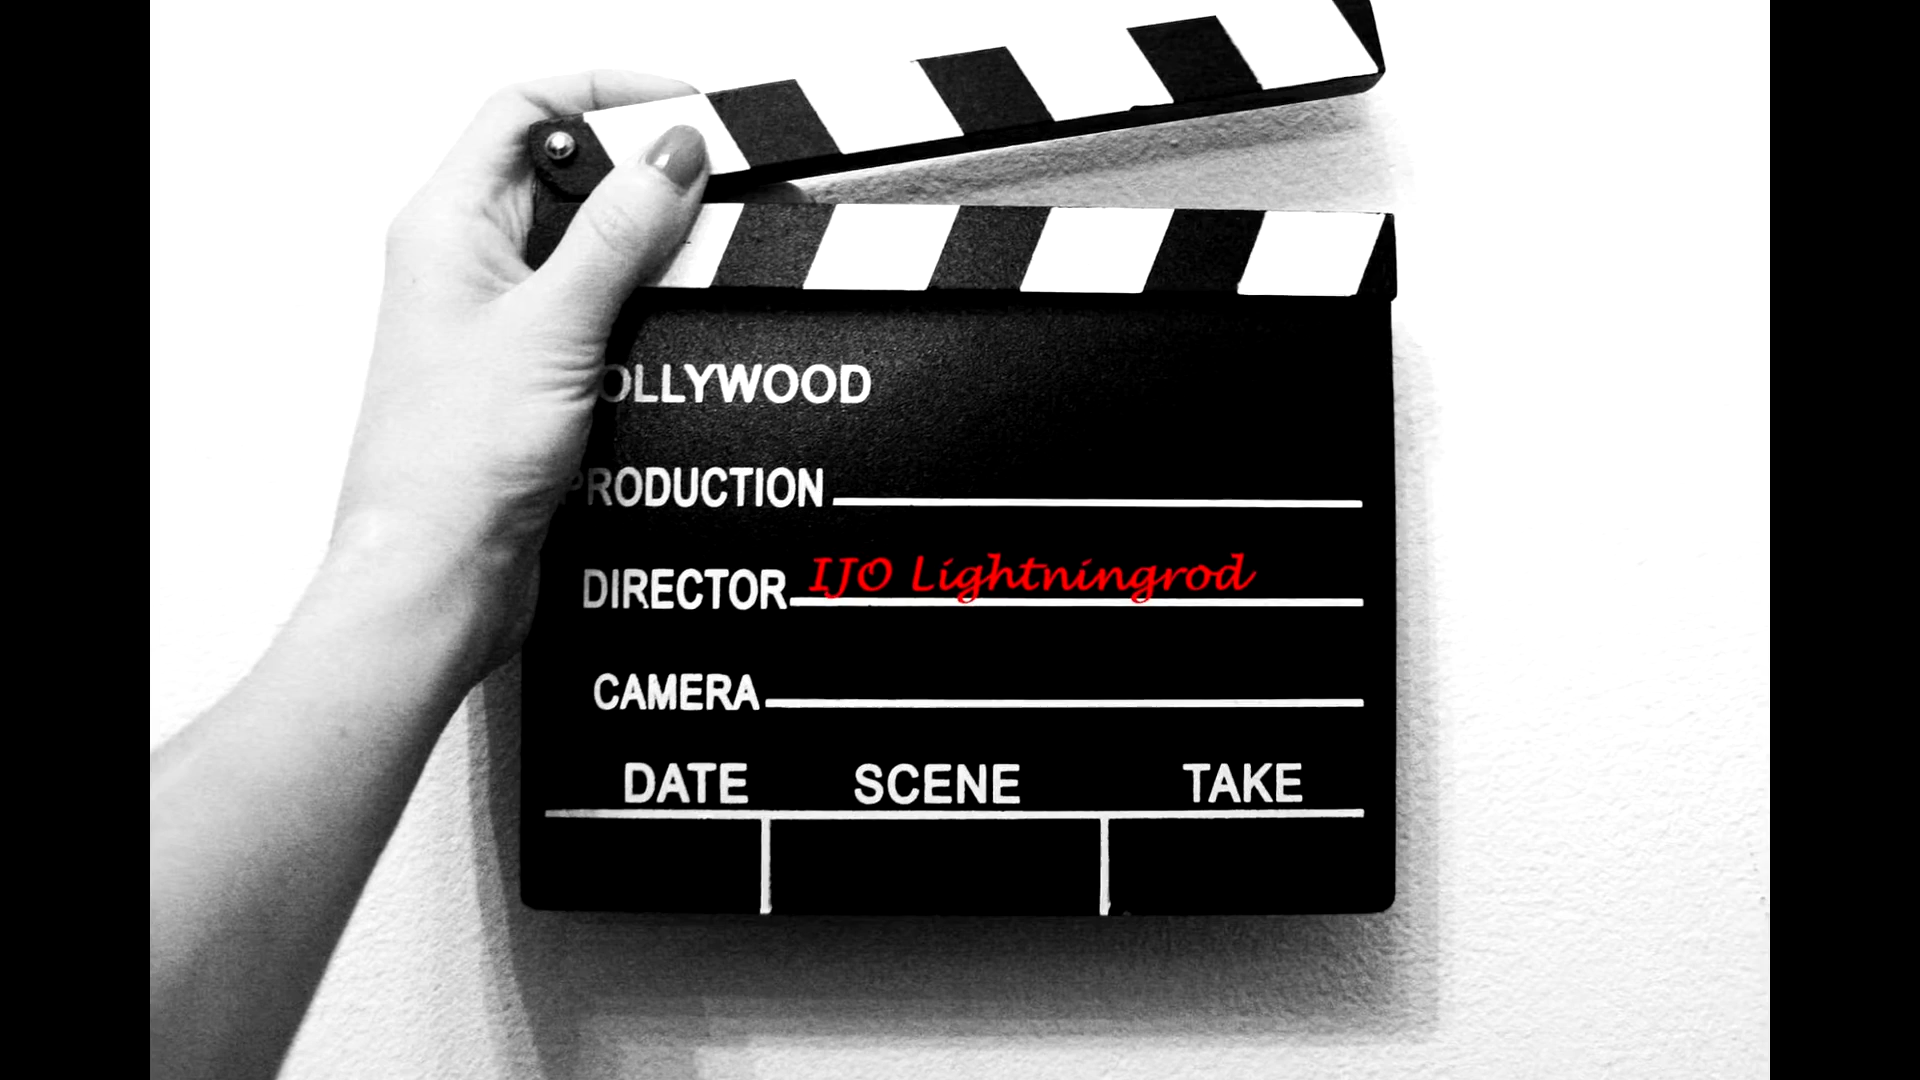 OLLYWOOD
PRODUCTION
DIRECTOR IJO Lightningrod
CAMERA
DATE SCENE TAKE